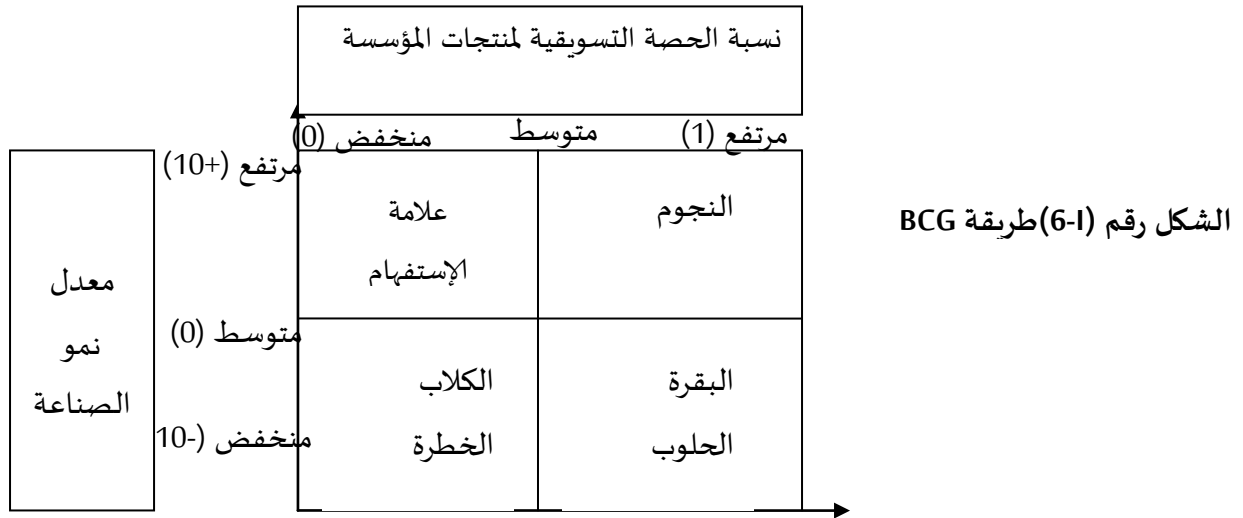 نسبة الحصة التسويقية لمنتجات المؤسسة
مرتفع (1)
متوسط
منخفض (0)
مرتفع (+10)
متوسط (0)
منخفض (-10
معدل
نمو
الصناعة
النجوم
علامة
الإستفهام
البقرة
الحلوب
الكلاب
الخطرة
الشكل رقم (I-6)طريقة BCG